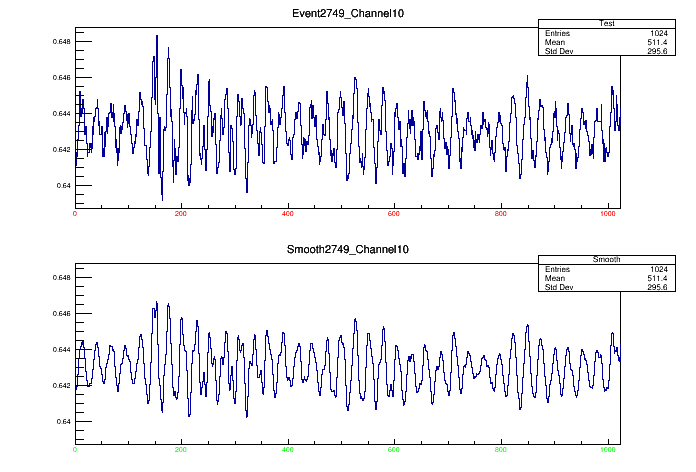 Event2749_Channel10
Test
Entries 1024
Mean 511.4
Std Dev 295.6
0.648
0.646
0.644
0.642
0.64
0 200 400 600 800 1000
Smooth2749_Channel10
Smooth
Entries 1024
Mean 511.4
Std Dev 295.6
0.648
0.646
0.644
0.642
0.64
0 200 400 600 800 1000